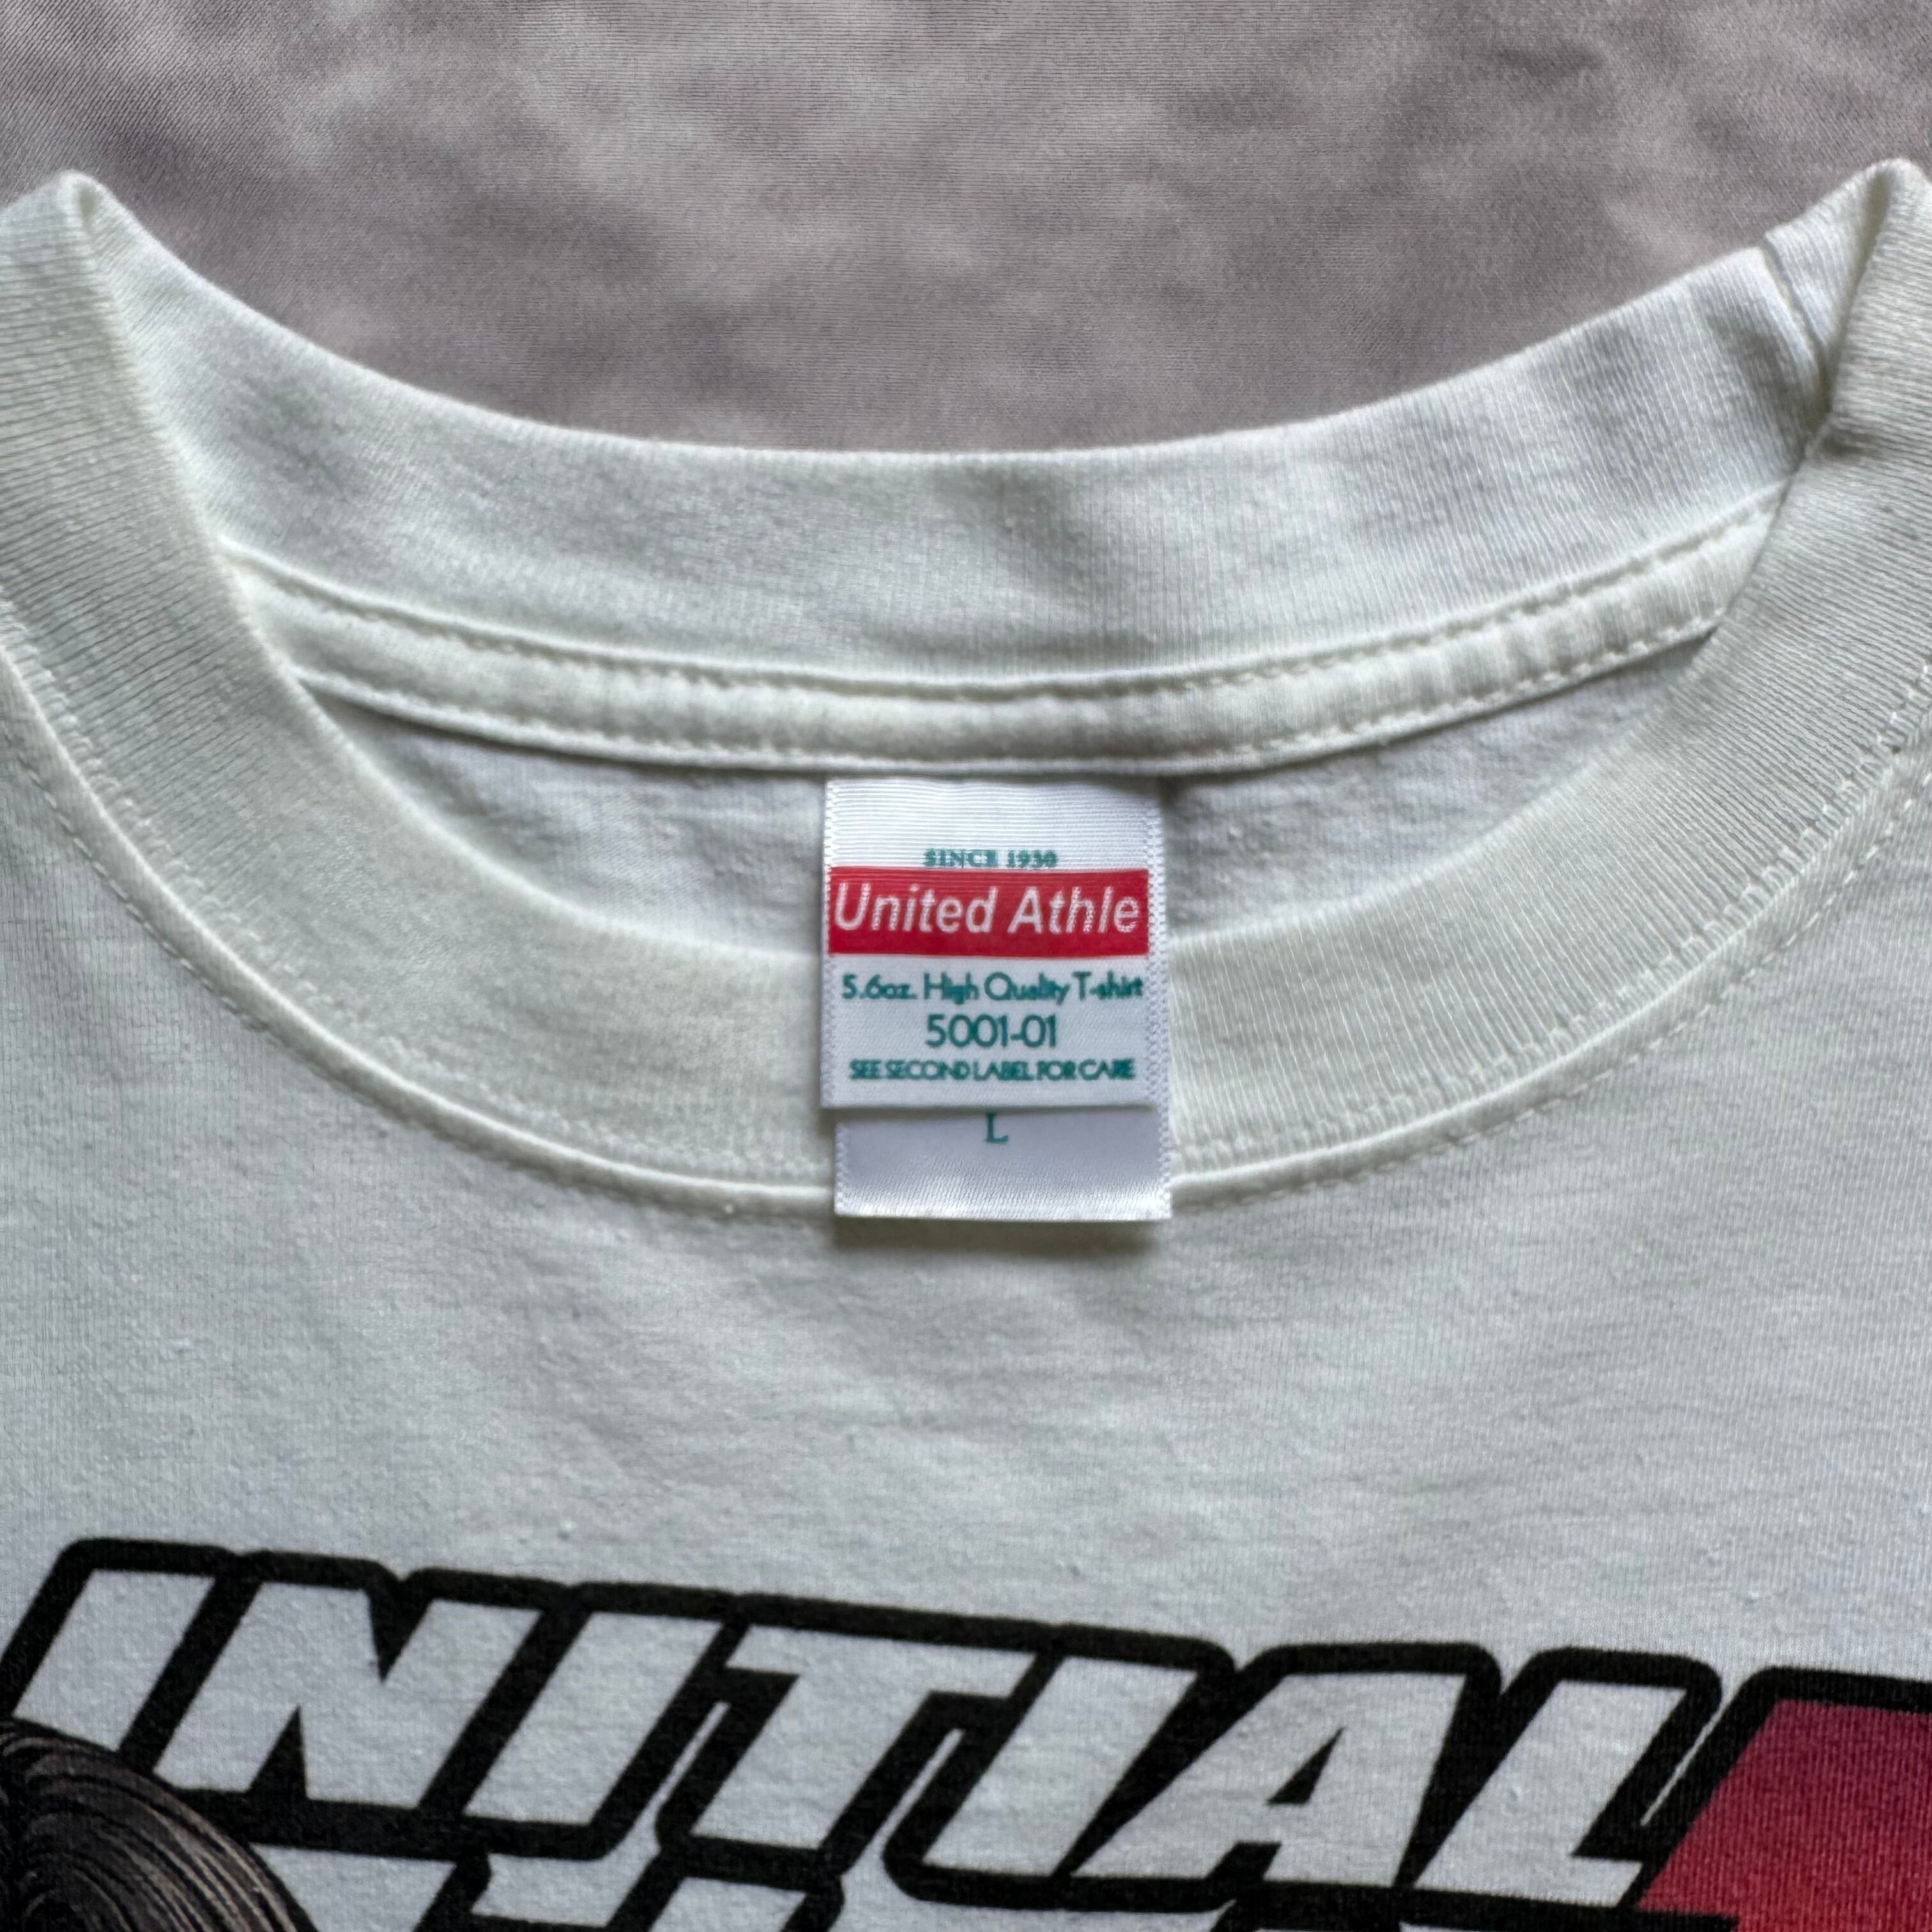 SINCE 1930
United Athle
5.6oz. High Quality T-shirt
5001-01
SEE SECOND LABEL FOR CARE
L
INITIAL